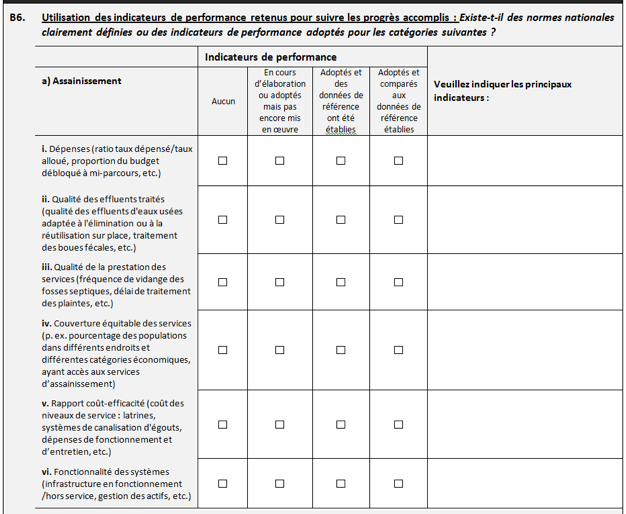 B6. Utilisation des indicateurs de performance retenus pour suivre les progrès accomplis : Existe-t-il des normes nationales
clairement définies ou des indicateurs de performance adoptés pour les catégories suivantes ?
a) Assainissement
Indicateurs de performance
Aucun
En cours
d'élaboration
ou adoptés
mais pas
encore mis
en œuvre
Adoptés et
des
données de
référence
ont été
établies
Adoptés et
comparés
aux
données de
référence
établies
Veuillez indiquer les principaux
indicateurs :
i. Dépenses (ratio taux dépensé/taux
alloué, proportion du budget
débloqué à mi-parcours, etc.)
☐ ☐ ☐ ☐
ii. Qualité des effluents traités
(qualité des effluents d'eaux usées
adaptée à l'élimination ou à la
réutilisation sur place, traitement
des boues fécales, etc.)
☐ ☐ ☐ ☐
iii. Qualité de la prestation des
services (fréquence de vidange des
fosses septiques, délai de traitement
des plaintes, etc.)
☐ ☐ ☐ ☐
iv. Couverture équitable des services
(p. ex. pourcentage des populations
dans différents endroits et
différentes catégories économiques,
ayant accès aux services
d'assainissement)
☐ ☐ ☐ ☐
v. Rapport coût-efficacité (coût des
niveaux de service : latrines,
systèmes de canalisation d'égouts,
dépenses de fonctionnement et
d'entretien, etc.)
☐ ☐ ☐ ☐
vi. Fonctionnalité des systèmes
(infrastructure en fonctionnement
/hors service, gestion des actifs, etc.)
☐ ☐ ☐ ☐